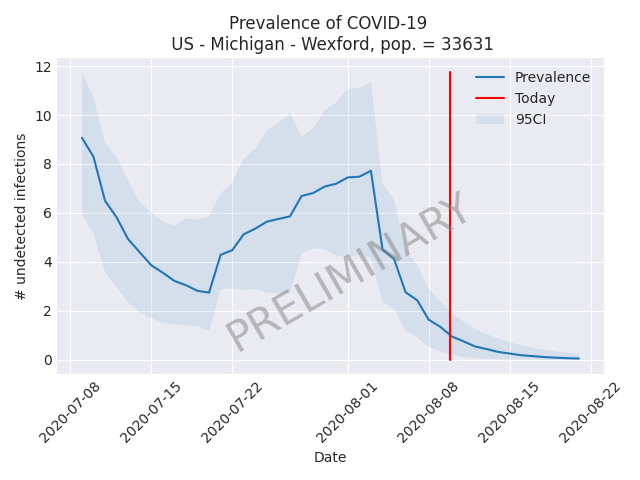 Prevalence of COVID-19
US - Michigan - Wexford, pop. = 33631
12
10
8
6
4
2
0
# undetected infections
Prevalence
Today
95CI
PRELIMINARY
2020-07-08
2020-07-15
2020-07-22
2020-08-01
2020-08-08
2020-08-15
2020-08-22
Date